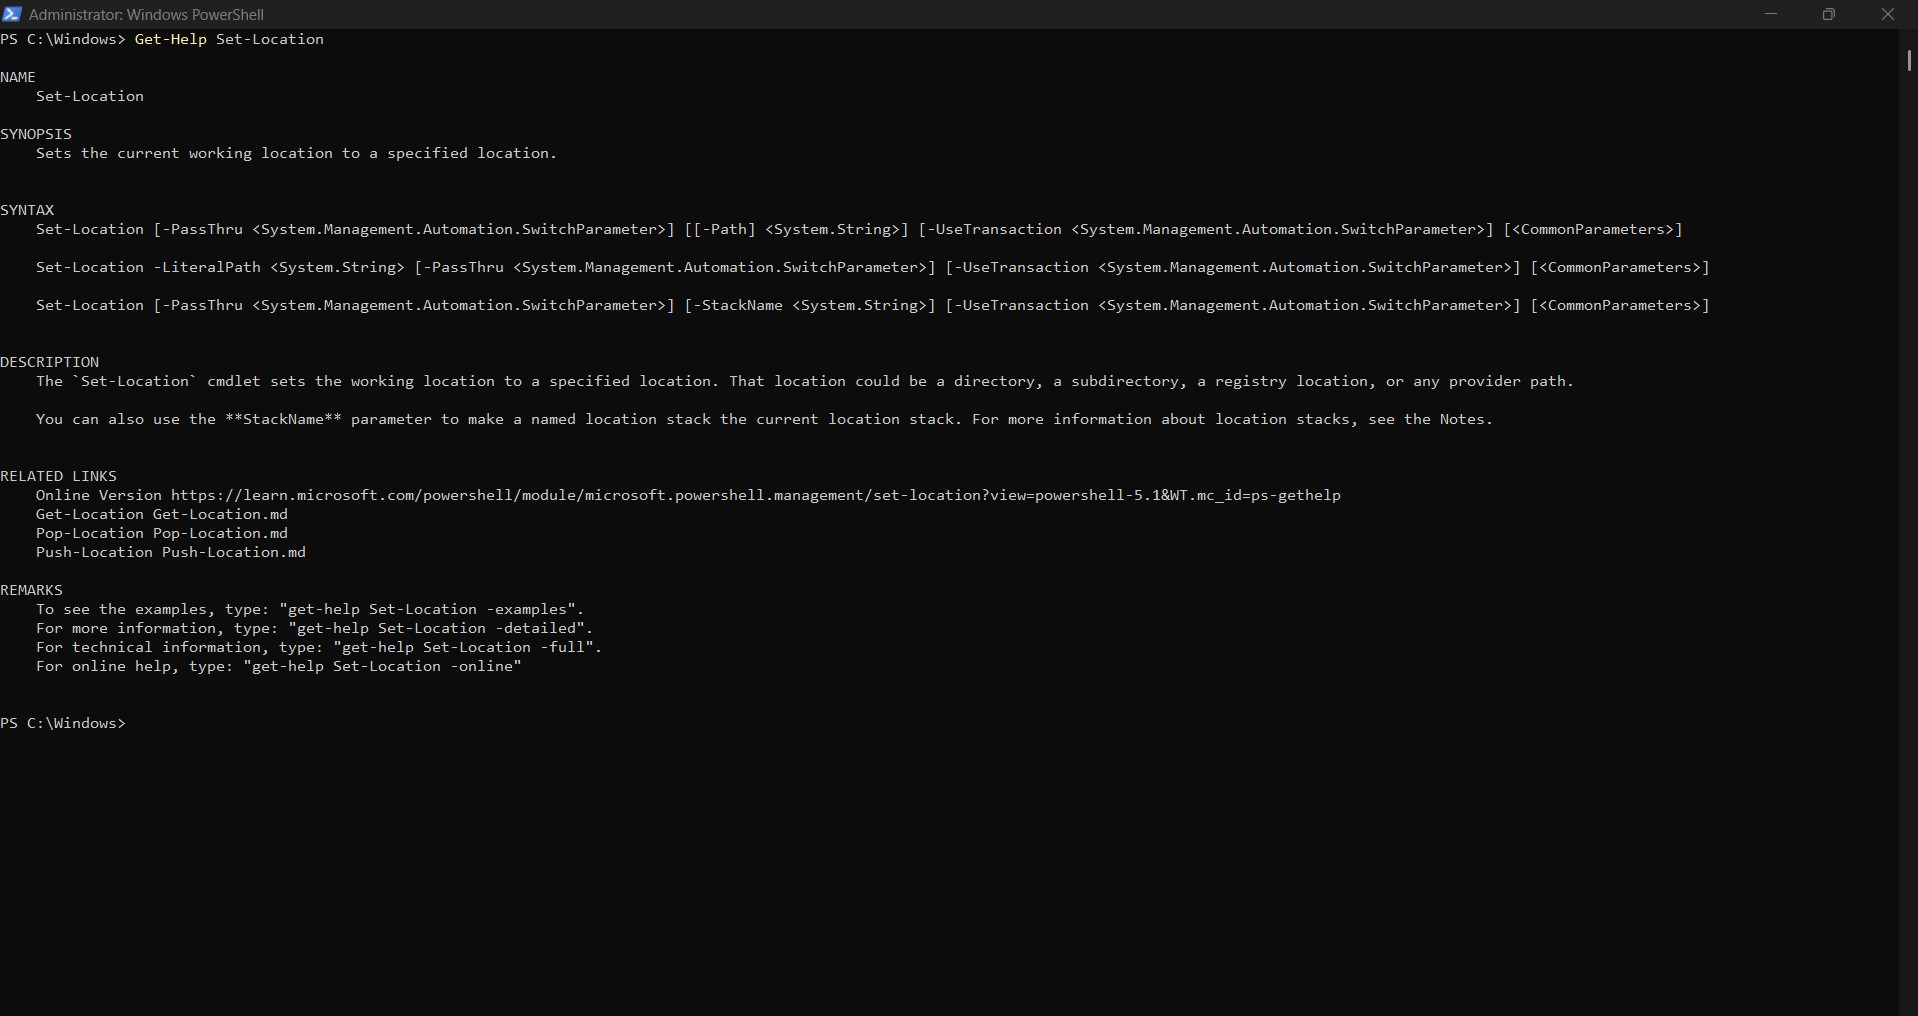 Administrator: Windows PowerShell
PS C:\Windows> Get-Help Set-Location
NAME
Set-Location
SYNOPSIS
Sets the current working location to a specified location.
SYNTAX
Set-Location [-PassThru <System.Management.Automation.SwitchParameter>] [[-Path] <System.String>] [-UseTransaction <System.Management.Automation.SwitchParameter>] [<CommonParameters>]
Set-Location -LiteralPath <System.String> [-PassThru <System.Management.Automation.SwitchParameter>] [-UseTransaction <System.Management.Automation.SwitchParameter>] [<CommonParameters>]
Set-Location [-PassThru <System.Management.Automation.SwitchParameter>] [-StackName <System.String>] [-UseTransaction <System.Management.Automation.SwitchParameter>] [<CommonParameters>]
DESCRIPTION
The `Set-Location` cmdlet sets the working location to a specified location. That location could be a directory, a subdirectory, a registry location, or any provider path.
You can also use the **StackName** parameter to make a named location stack the current location stack. For more information about location stacks, see the Notes.
RELATED LINKS
Online Version https://learn.microsoft.com/powershell/module/microsoft.powershell.management/set-location?view=powershell-5.1&WT.mc_id=ps-gethelp
Get-Location Get-Location.md
Pop-Location Pop-Location.md
Push-Location Push-Location.md
REMARKS
To see the examples, type: "get-help Set-Location -examples".
For more information, type: "get-help Set-Location -detailed".
For technical information, type: "get-help Set-Location -full".
For online help, type: "get-help Set-Location -online"
PS C:\Windows>